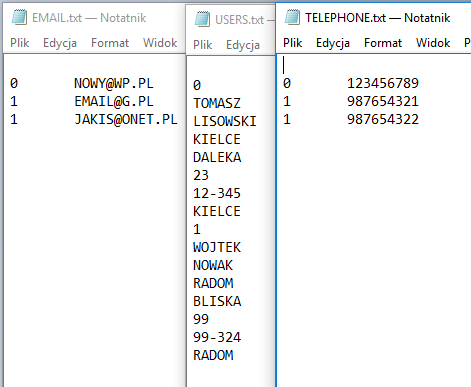 EMAIL.txt — Notatnik
Plik Edycja Format Widok
0 NOWY@WP.PL
1 EMAIL@G.PL
1 JAKIS@ONET.PL
USERS.txt — Notatnik
Plik Edycja
0
TOMASZ
LISOWSKI
KIELCE
DALEKA
23
12-345
KIELCE
1
WOJTEK
NOWAK
RADOM
BLISKA
99
99-324
RADOM
TELEPHONE.txt — Notatnik
Plik Edycja Format Widok Pomoc
0 123456789
1 987654321
1 987654322